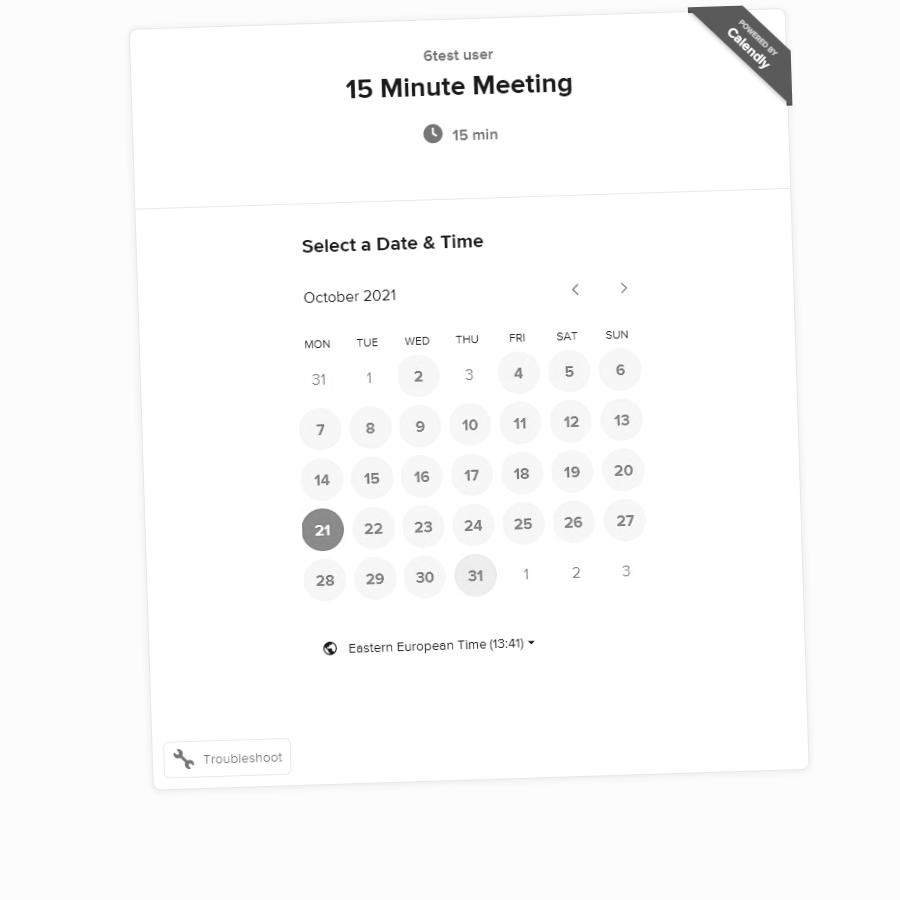 POWERED BY
Calendly
6test user
15 Minute Meeting
15 min
Select a Date & Time
October 2021
MON TUE WED THU FRI SAT SUN
31 1 2 3 4 5 6
7 8 9 10 11 12 13
14 15 16 17 18 19 20
21 22 23 24 25 26 27
28 29 30 31 1 2 3
Eastern European Time (13:41)
Troubleshoot